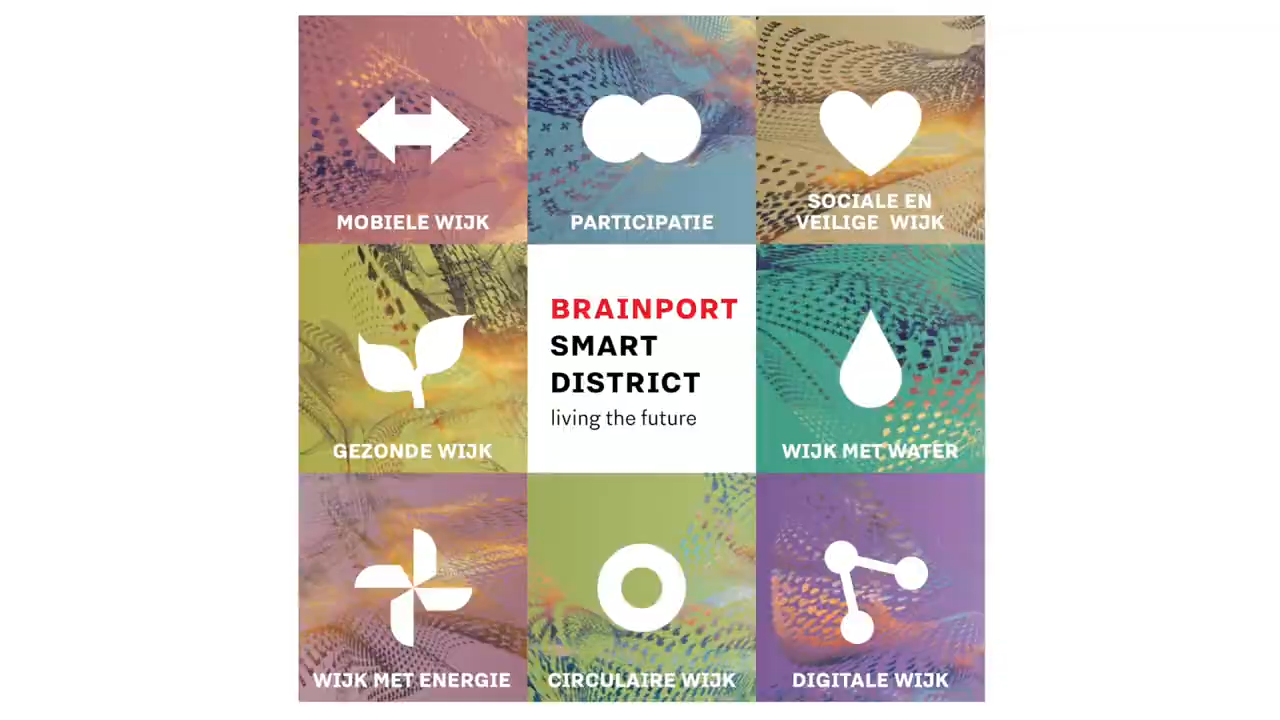 MOBIELE WIJK
PARTICIPATIE
SOCIALE EN
VEILIGE WIJK
GEZONDE WIJK
BRAINPORT
SMART
DISTRICT
living the future
WIJK MET WATER
WIJK MET ENERGIE
CIRCULAIRE WIJK
DIGITALE WIJK